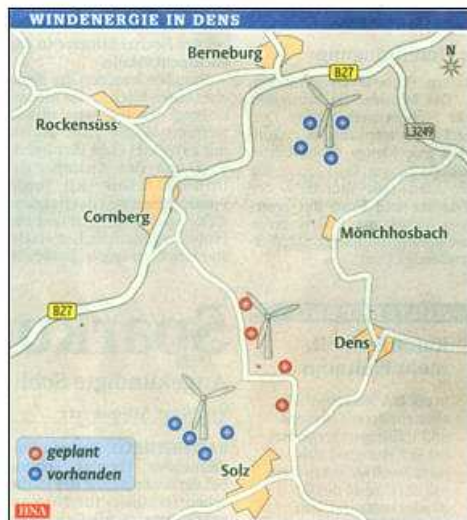 WINDENERGIE IN DENS
Berneburg
N
B27
Rockensüss
L3249
Cornberg
Mönchhosbach
B27
Dens
geplant
vorhanden
Solz
HNA